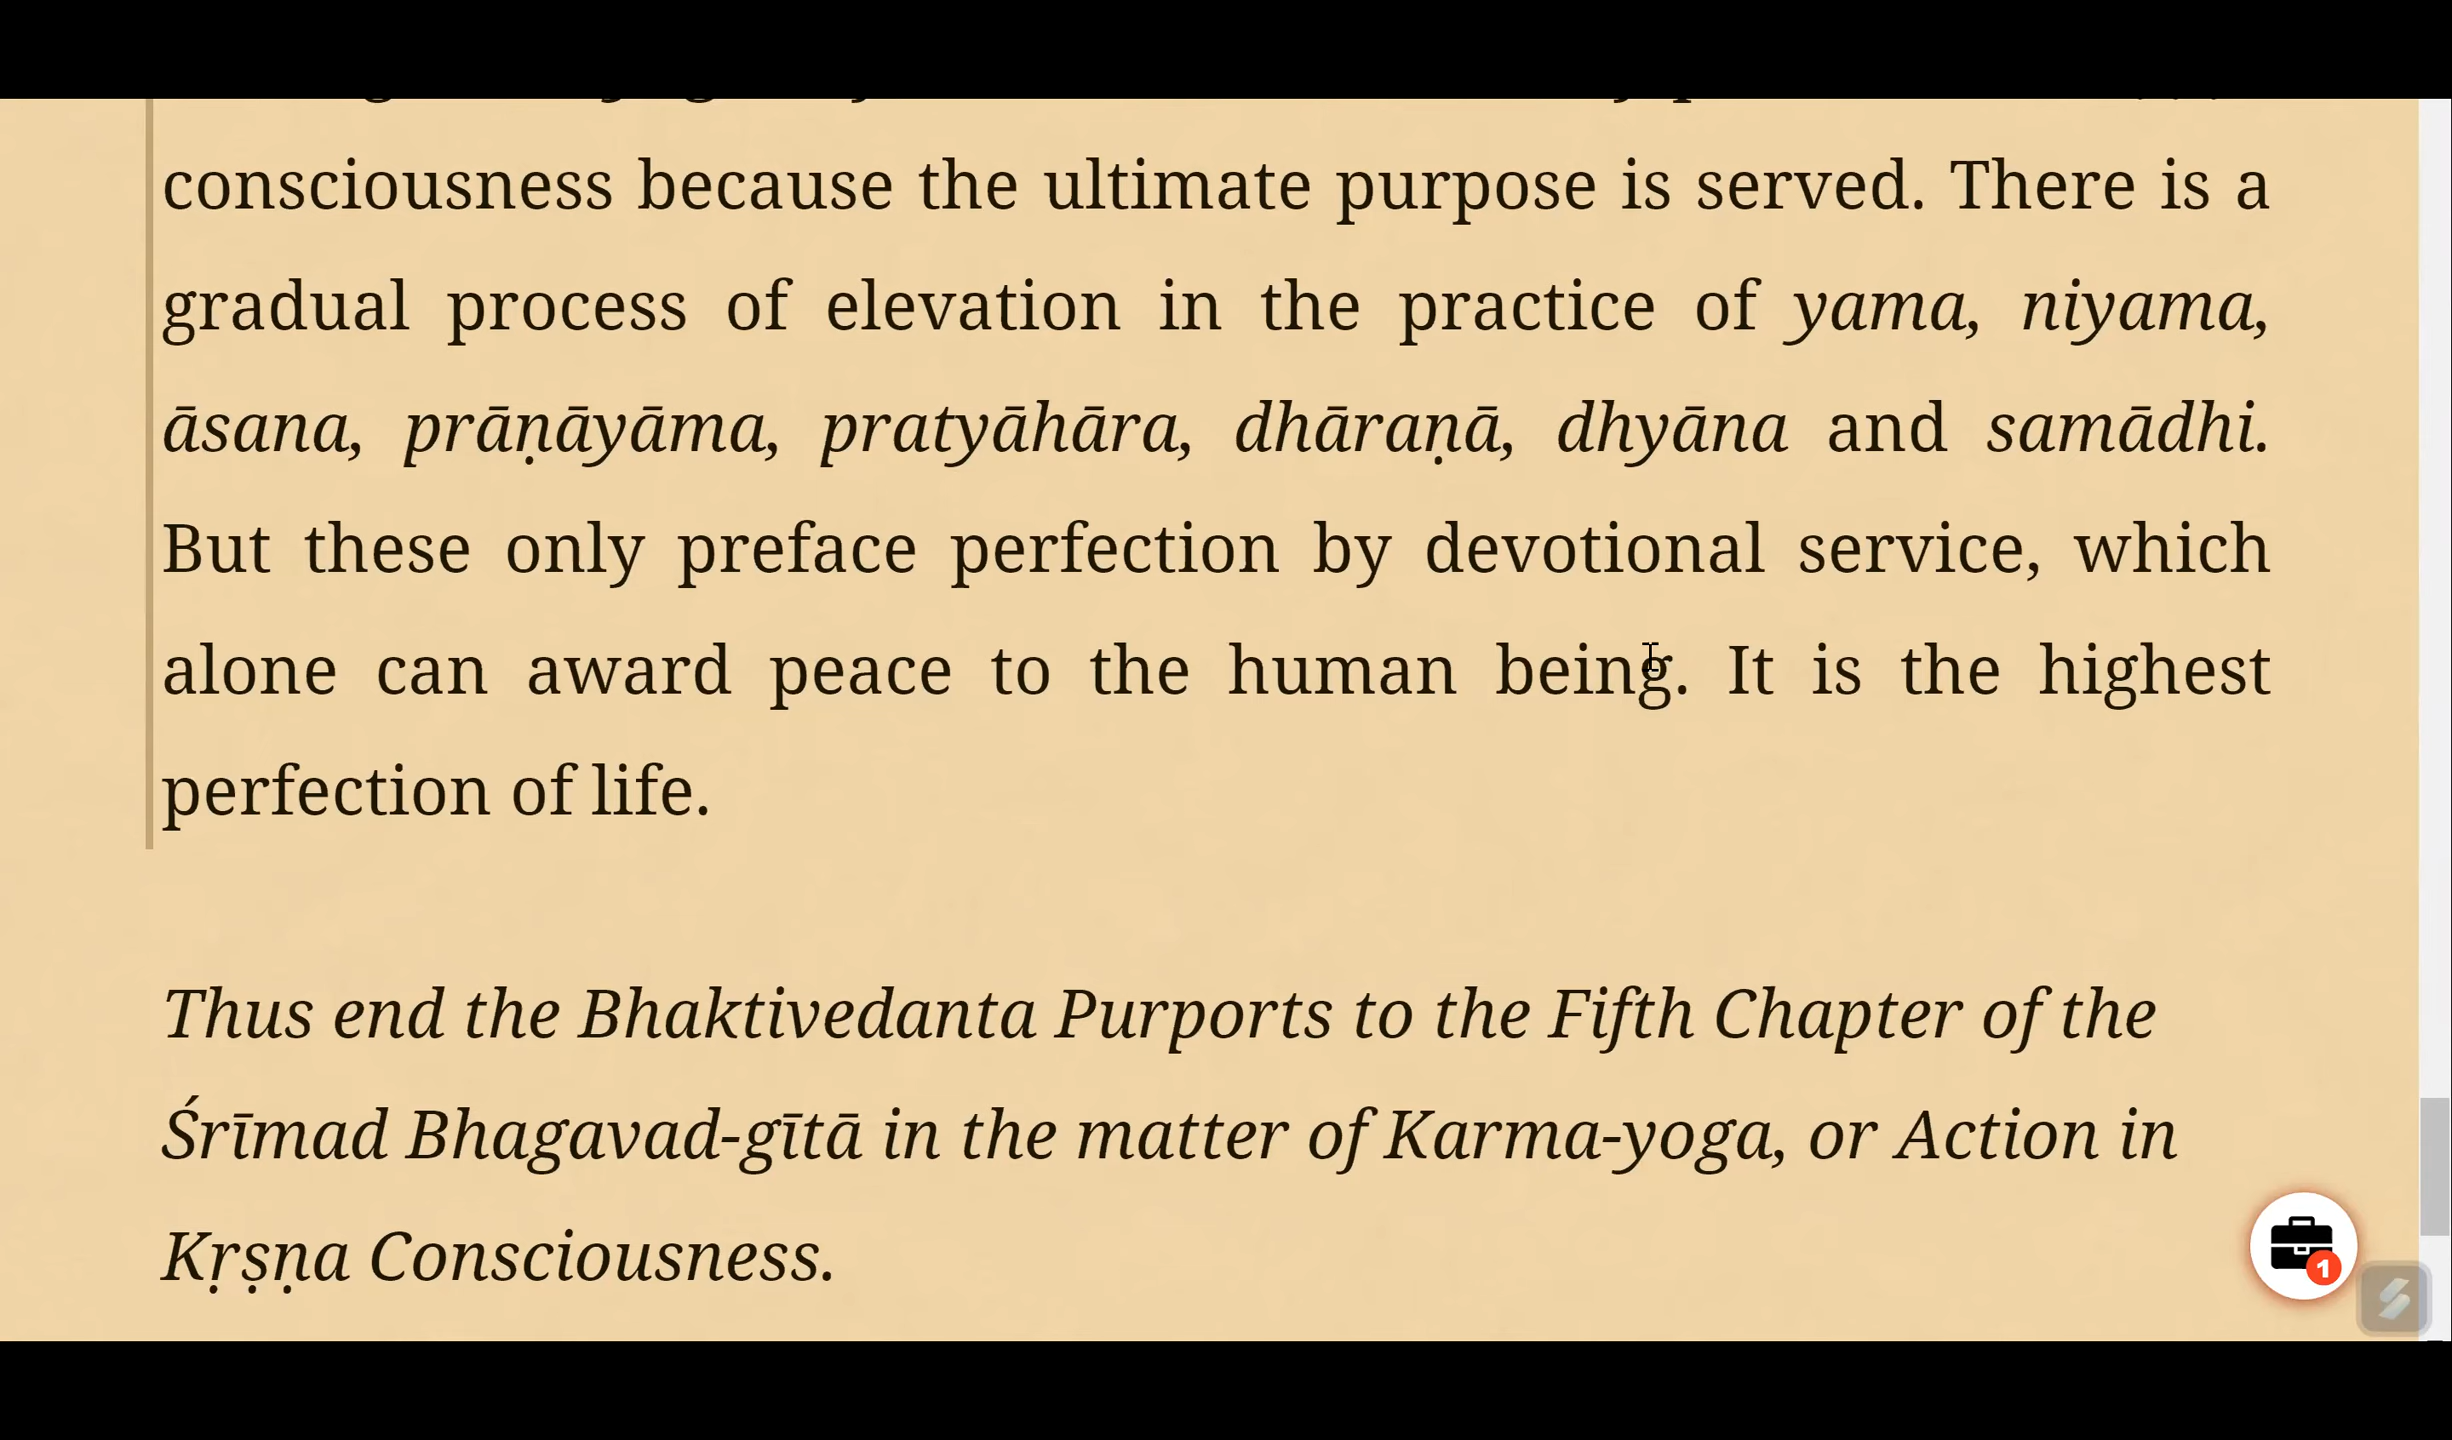 consciousness because the ultimate purpose is served. There is a
gradual process of elevation in the practice of yama, niyama,
āsana, prāṇāyāma, pratyāhāra, dhāraṇā, dhyāna and samādhi.
But these only preface perfection by devotional service, which
alone can award peace to the human being. It is the highest
perfection of life.
Thus end the Bhaktivedanta Purports to the Fifth Chapter of the
Śrīmad Bhagavad-gītā in the matter of Karma-yoga, or Action in
Kṛṣṇa Consciousness.
1